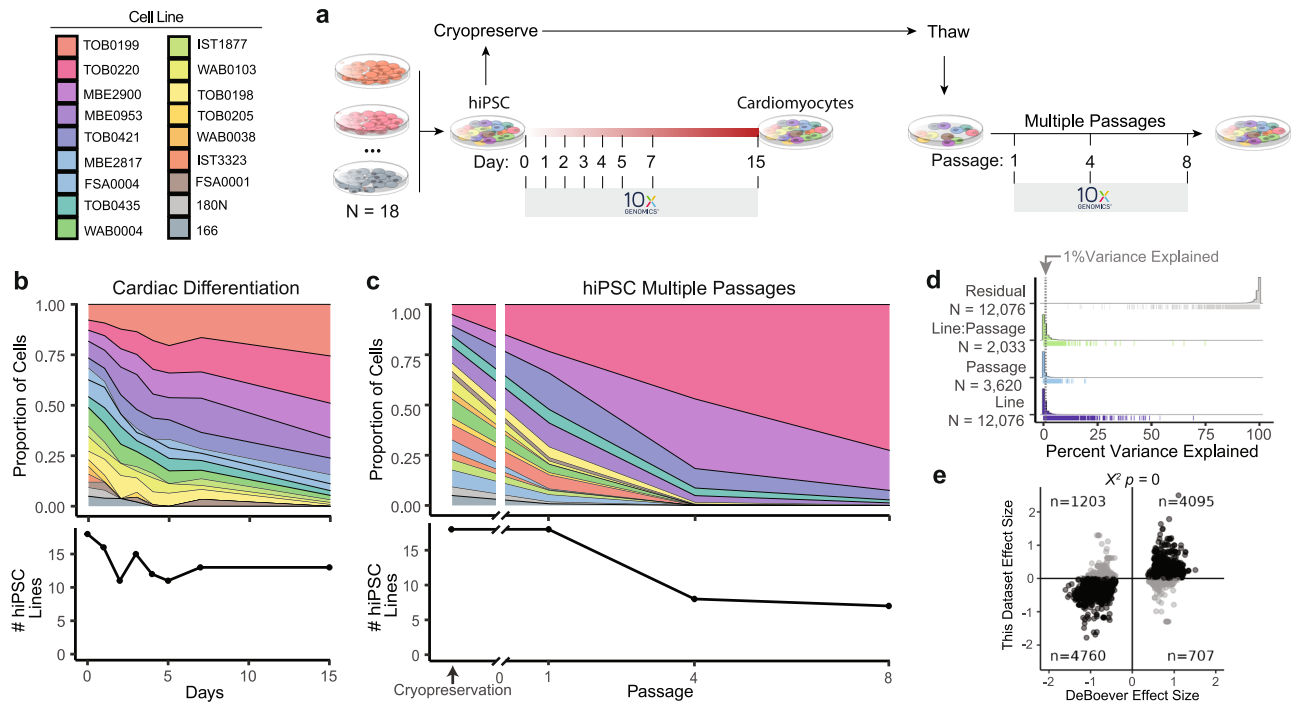 Cell Line
TOB0199
TOB0220
MBE2900
MBE0953
TOB0421
MBE2817
FSA0004
TOB0435
WAB0004
IST1877
WAB0103
TOB0198
TOB0205
WAB0038
IST3323
FSA0001
180N
166
a
Cryopreserve
Thaw
hiPSC
Cardiomyocytes
...
N = 18
Day: 0 1 2 3 4 5 7 15
10x
GENOMICS
Multiple Passages
Passage: 1 4 8
10x
GENOMICS
b
Cardiac Differentiation
Proportion of Cells
1.00
0.75
0.50
0.25
0.00
# hiPSC
Lines
15
10
5
0
0 5 10 15
Days
c
hiPSC Multiple Passages
Proportion of Cells
1.00
0.75
0.50
0.25
0.00
# hiPSC
Lines
15
10
5
0
0 1 4 8
Cryopreservation
Passage
d
1%Variance Explained
Residual
N = 12,076
Line:Passage
N = 2,033
Passage
N = 3,620
Line
N = 12,076
0 25 50 75 100
Percent Variance Explained
e
X² p = 0
n=1203
n=4095
n=4760
n=707
This Dataset Effect Size
2
1
0
-1
-2
-2 -1 0 1 2
DeBoever Effect Size